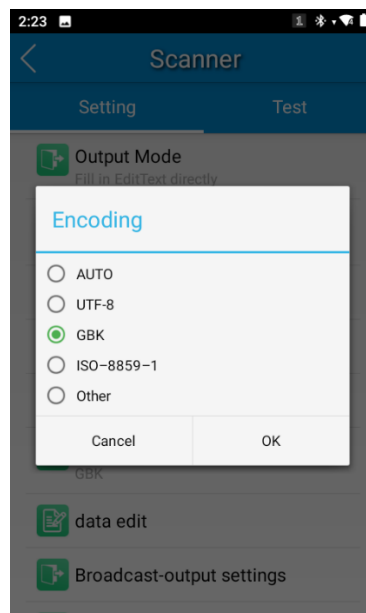 2:23
Scanner
Setting Test
Output Mode
Fill in EditText directly
Encoding
AUTO
UTF-8
GBK
ISO-8859-1
Other
Cancel OK
GBK
data edit
Broadcast-output settings